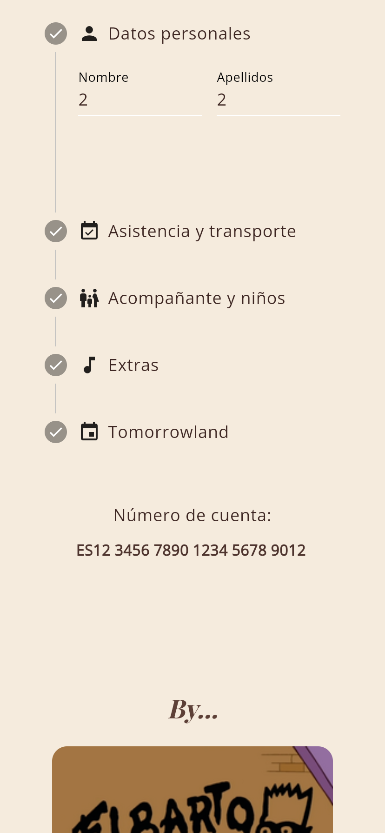 Datos personales
Nombre Apellidos
2 2
Asistencia y transporte
Acompañante y niños
Extras
Tomorrowland
Número de cuenta:
ES12 3456 7890 1234 5678 9012
By...
ELBARTO